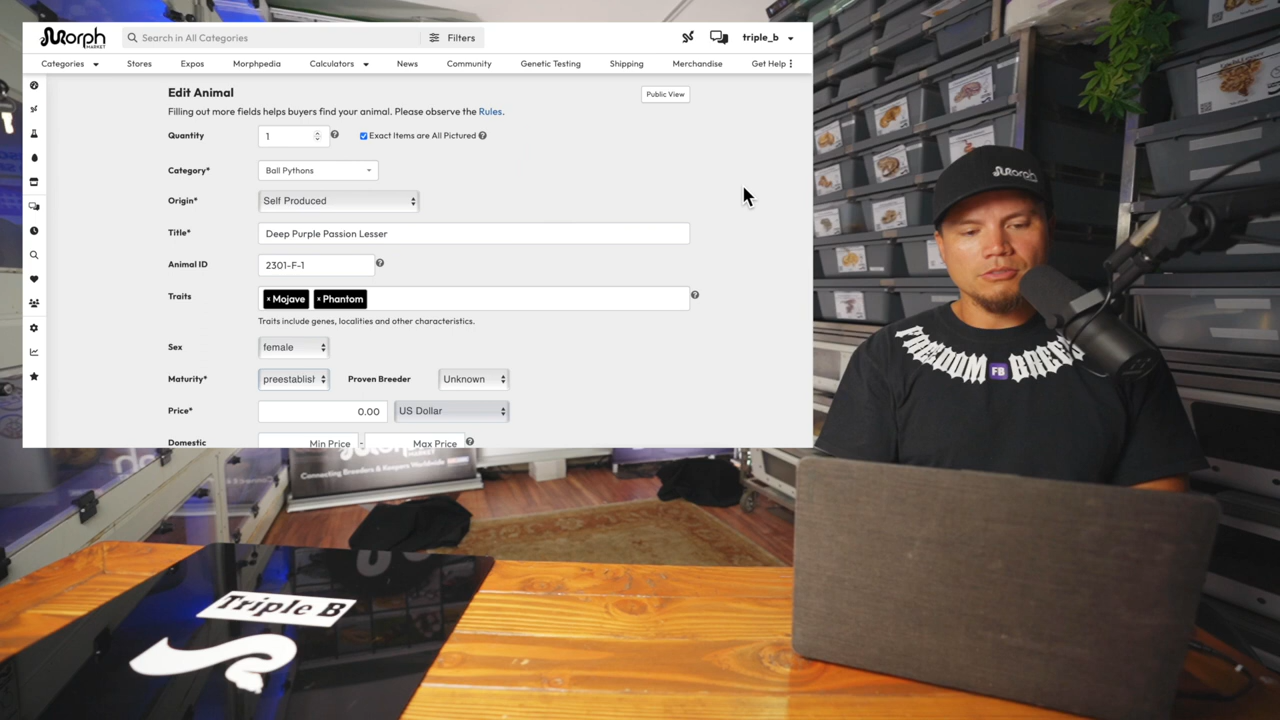 Morph
MARKET
Search in All Categories
Filters
triple_b
Categories
Stores
Expos
Morphpedia
Calculators
News
Community
Genetic Testing
Shipping
Merchandise
Get Help
Edit Animal
Public View
Filling out more fields helps buyers find your animal. Please observe the Rules.
Quantity
1
Exact Items are All Pictured
Category*
Ball Pythons
Origin*
Self Produced
Title*
Deep Purple Passion Lesser
Animal ID
2301-F-1
Traits
× Mojave
× Phantom
Traits include genes, localities and other characteristics.
Sex
female
Maturity*
preestablisl
Proven Breeder
Unknown
Price*
0.00
US Dollar
Domestic
Min Price
-
Max Price
Morph
FREEDOM
FB
BREE
Connecting Breeders & Keepers Worldwide
Triple B